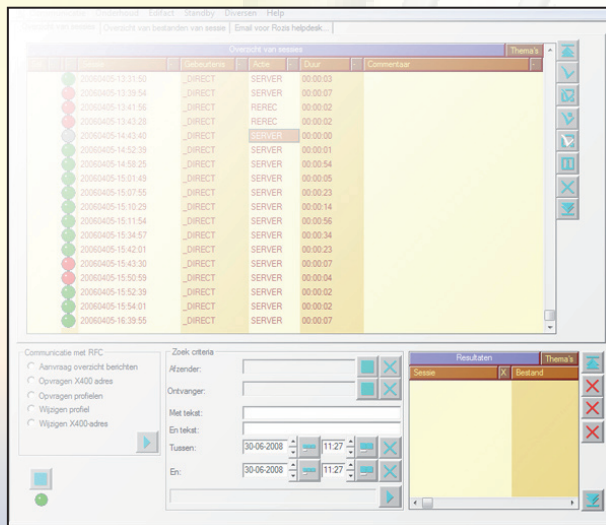 Onderhoud Editact Standby Diversen Help
Overzicht van bestanden van sessie Email voor Roza helpdesk...
Overzicht van sessies Thema's
Sessie - Gebeurtenis - Actie - Duur - Commentaar -
20060405-13:31:50 _DIRECT SERVER 00:00:03
20060405-13:39:54 _DIRECT SERVER 00:00:07
20060405-13:41:56 _DIRECT REREC 00:00:02
20060405-13:43:28 _DIRECT REREC 00:00:02
20060405-14:43:40 _DIRECT SERVER 00:00:00
20060405-14:52:39 _DIRECT SERVER 00:00:01
20060405-14:58:25 _DIRECT SERVER 00:00:54
20060405-15:01:49 _DIRECT SERVER 00:00:05
20060405-15:07:55 _DIRECT SERVER 00:00:23
20060405-15:10:29 _DIRECT SERVER 00:00:14
20060405-15:11:54 _DIRECT SERVER 00:00:56
20060405-15:34:57 _DIRECT SERVER 00:00:34
20060405-15:42:01 _DIRECT SERVER 00:00:23
20060405-15:43:30 _DIRECT SERVER 00:00:07
20060405-15:50:59 _DIRECT SERVER 00:00:04
20060405-15:52:39 _DIRECT SERVER 00:00:02
20060405-15:54:01 _DIRECT SERVER 00:00:02
20060405-16:39:55 _DIRECT SERVER 00:00:07
Communicatie met RFC
Aanvraag overzicht berichten
Opvragen X400 adres
Opvragen profielen
Wijzigen profiel
Wijzigen X400-adres
Zoek criteria
Afzender:
Ontvanger:
Met tekst:
En tekst:
Tussen: 30-06-2008 11:27
En: 30-06-2008 11:27
Resultaten Thema's
Sessie X Bestand